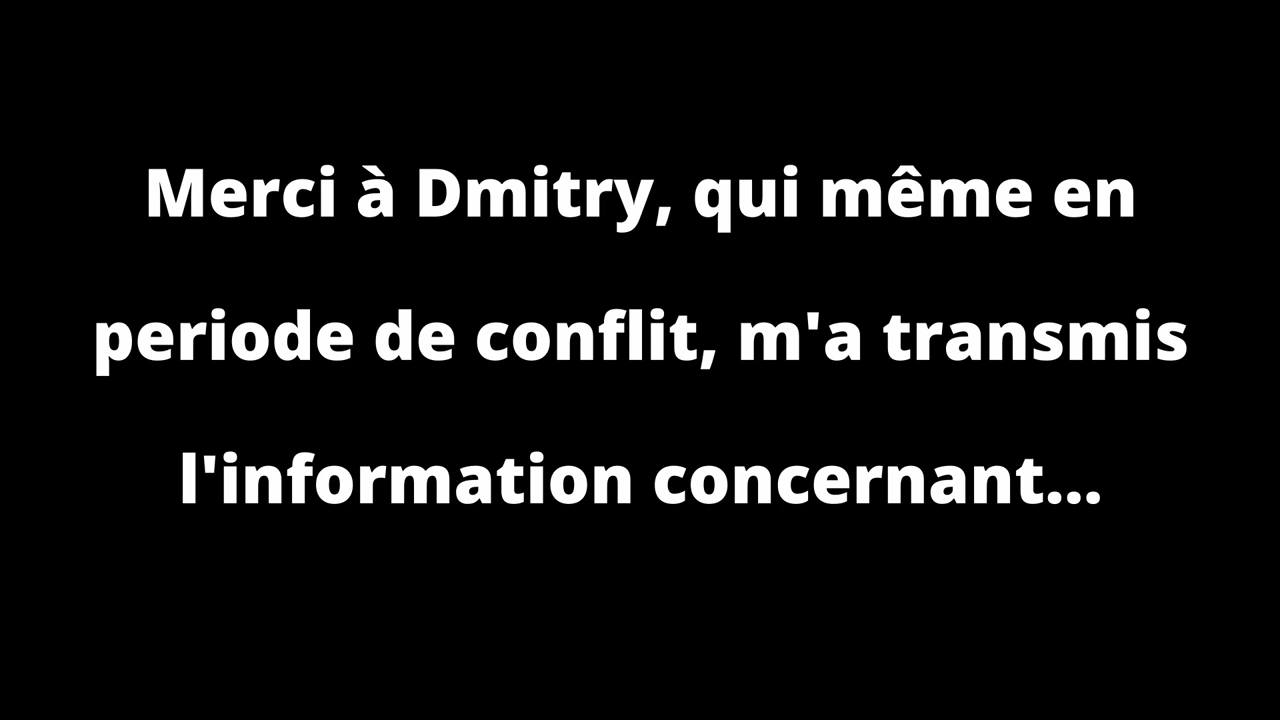 Merci à Dmitry, qui même en
periode de conflit, m'a transmis
l'information concernant...